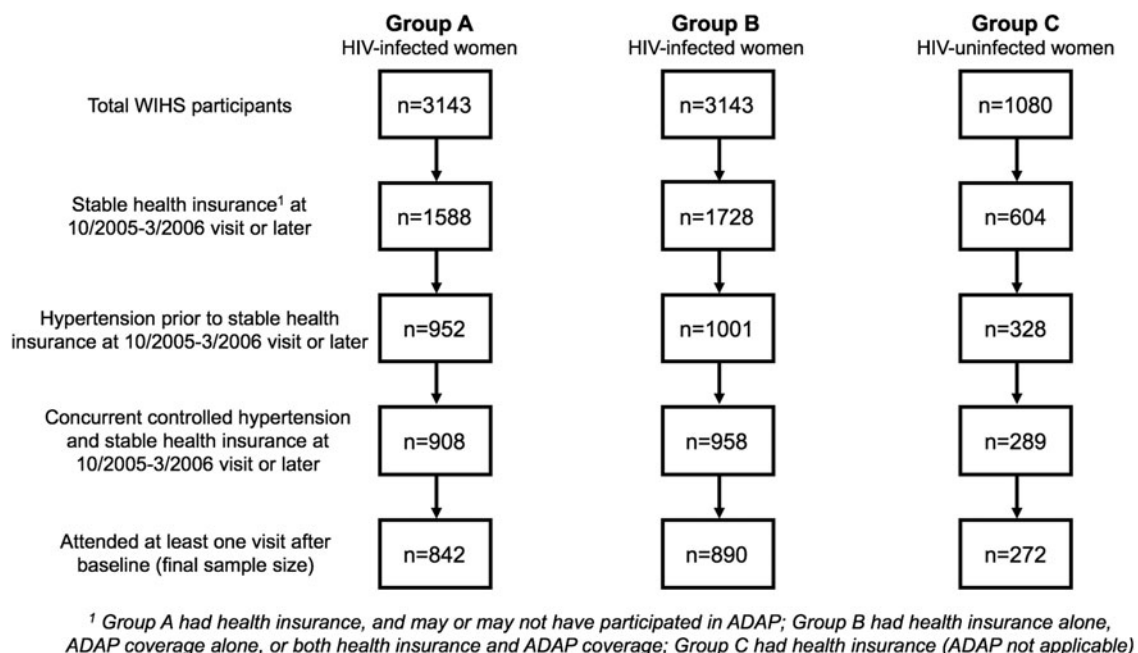 Group A
HIV-infected women
Group B
HIV-infected women
Group C
HIV-uninfected women
Total WIHS participants
n=3143
n=3143
n=1080
Stable health insurance¹ at
10/2005-3/2006 visit or later
n=1588
n=1728
n=604
Hypertension prior to stable health
insurance at 10/2005-3/2006 visit or later
n=952
n=1001
n=328
Concurrent controlled hypertension
and stable health insurance at
10/2005-3/2006 visit or later
n=908
n=958
n=289
Attended at least one visit after
baseline (final sample size)
n=842
n=890
n=272
¹ Group A had health insurance, and may or may not have participated in ADAP; Group B had health insurance alone,
ADAP coverage alone, or both health insurance and ADAP coverage; Group C had health insurance (ADAP not applicable)